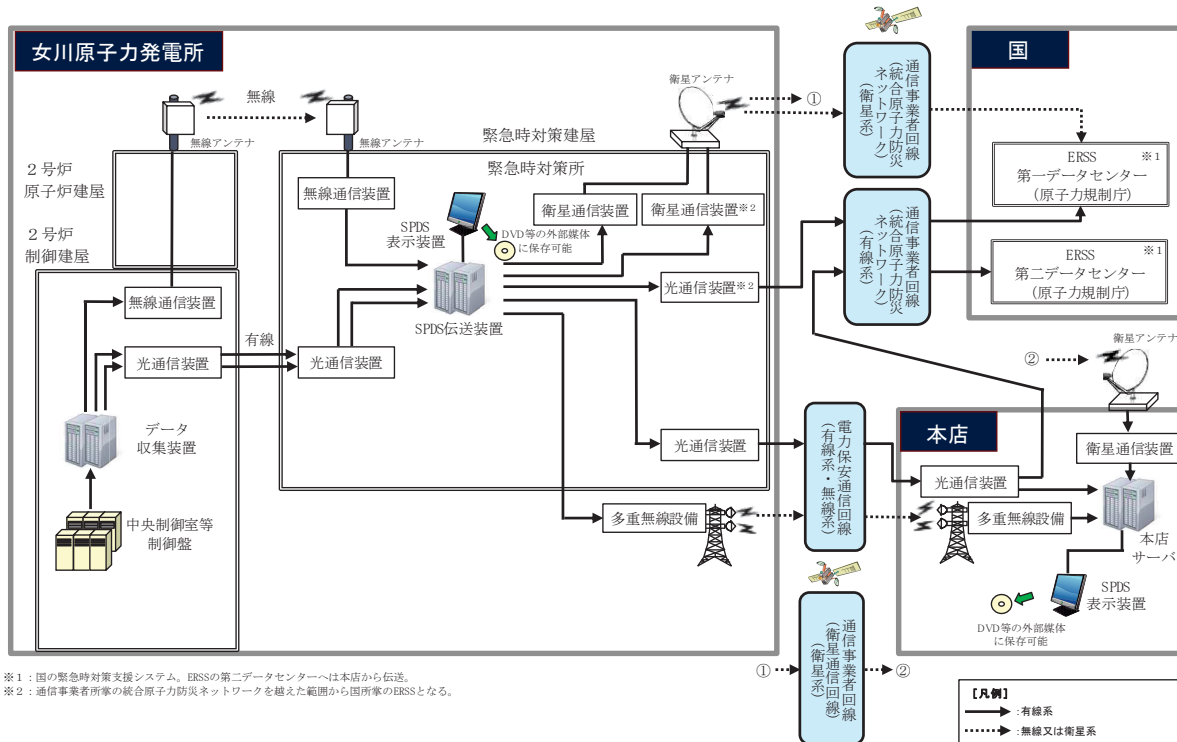 女川原子力発電所
無線
無線アンテナ
無線アンテナ
衛星アンテナ
①
２号炉
原子炉建屋
２号炉
制御建屋
緊急時対策建屋
緊急時対策所
無線通信装置
SPDS
表示装置
DVD等の外部媒体
に保存可能
衛星通信装置
衛星通信装置※2
SPDS伝送装置
光通信装置※2
無線通信装置
有線
光通信装置
光通信装置
データ
収集装置
中央制御室等
制御盤
光通信装置
多重無線設備
通信事業者回線
（統合原子力防災
ネットワーク）
（衛星系）
通信事業者回線
（統合原子力防災
ネットワーク）
（有線系）
電力保安通信回線
（有線系・無線系）
①
通信事業者回線
（衛星通信回線）
（衛星系）
②
国
ERSS ※1
第一データセンター
（原子力規制庁）
ERSS ※1
第二データセンター
（原子力規制庁）
②
衛星アンテナ
本店
衛星通信装置
光通信装置
多重無線設備
本店
サーバ
SPDS
表示装置
DVD等の外部媒体
に保存可能
※1：国の緊急時対策支援システム。ERSSの第二データセンターへは本店から伝送。
※2：通信事業者所掌の統合原子力防災ネットワークを越えた範囲から国所掌のERSSとなる。
【凡例】
：有線系
：無線又は衛星系